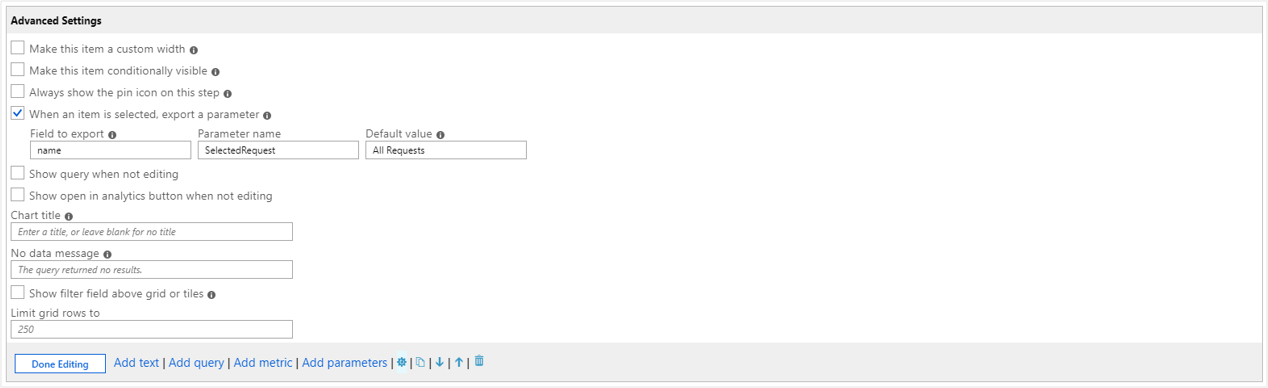 Advanced Settings
Make this item a custom width
Make this item conditionally visible
Always show the pin icon on this step
When an item is selected, export a parameter
Field to export Parameter name Default value
name SelectedRequest All Requests
Show query when not editing
Show open in analytics button when not editing
Chart title
Enter a title, or leave blank for no title
No data message
The query returned no results.
Show filter field above grid or tiles
Limit grid rows to
250
Done Editing Add text | Add query | Add metric | Add parameters | | | | |